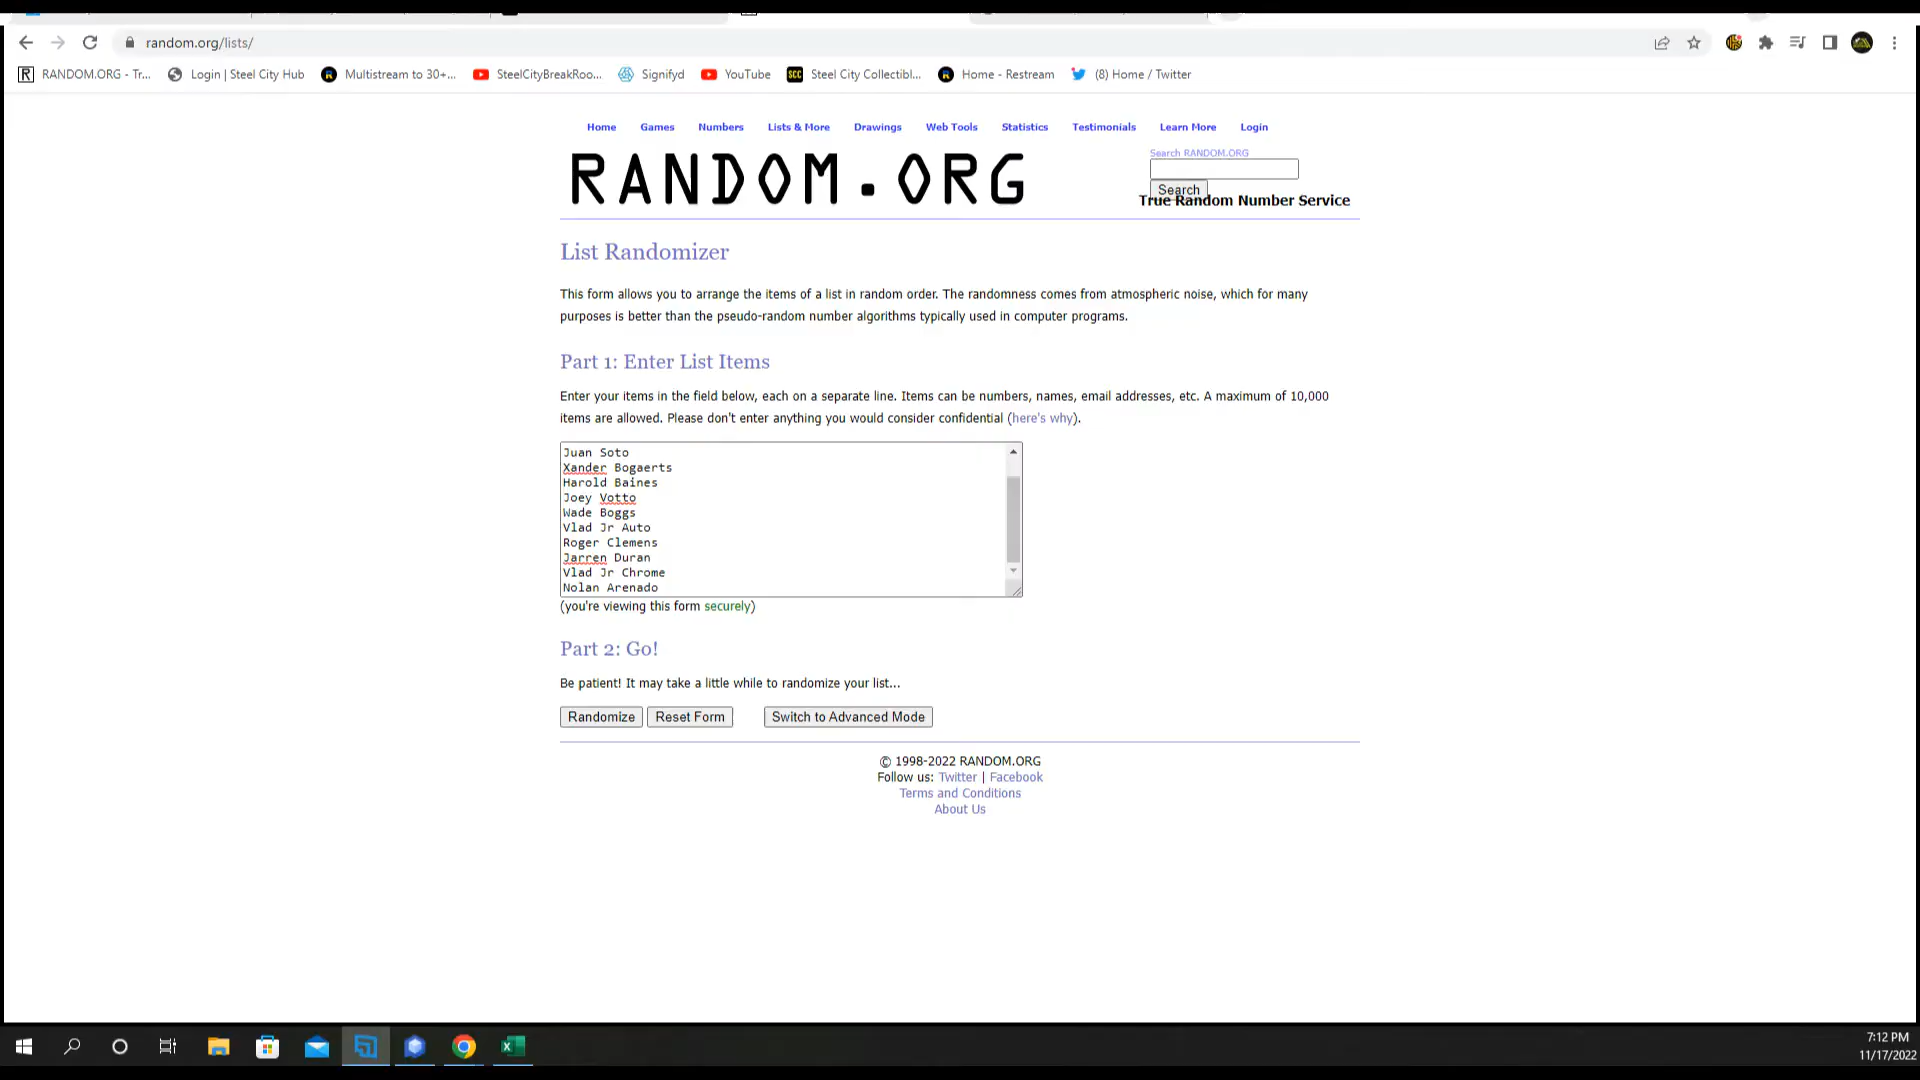 random.org/lists/
RANDOM.ORG - Tr... Login | Steel City Hub Multistream to 30+... SteelCityBreakRoo... Signifyd YouTube SCC Steel City Collectibl... Home - Restream (8) Home / Twitter
Home Games Numbers Lists & More Drawings Web Tools Statistics Testimonials Learn More Login
RANDOM.ORG
Search RANDOM.ORG
Search
True Random Number Service
List Randomizer
This form allows you to arrange the items of a list in random order. The randomness comes from atmospheric noise, which for many
purposes is better than the pseudo-random number algorithms typically used in computer programs.
Part 1: Enter List Items
Enter your items in the field below, each on a separate line. Items can be numbers, names, email addresses, etc. A maximum of 10,000
items are allowed. Please don't enter anything you would consider confidential (here's why).
Juan Soto
Xander Bogaerts
Harold Baines
Joey Votto
Wade Boggs
Vlad Jr Auto
Roger Clemens
Jarren Duran
Vlad Jr Chrome
Nolan Arenado
(you're viewing this form securely)
Part 2: Go!
Be patient! It may take a little while to randomize your list...
Randomize Reset Form Switch to Advanced Mode
© 1998-2022 RANDOM.ORG
Follow us: Twitter | Facebook
Terms and Conditions
About Us
7:12 PM
11/17/2022